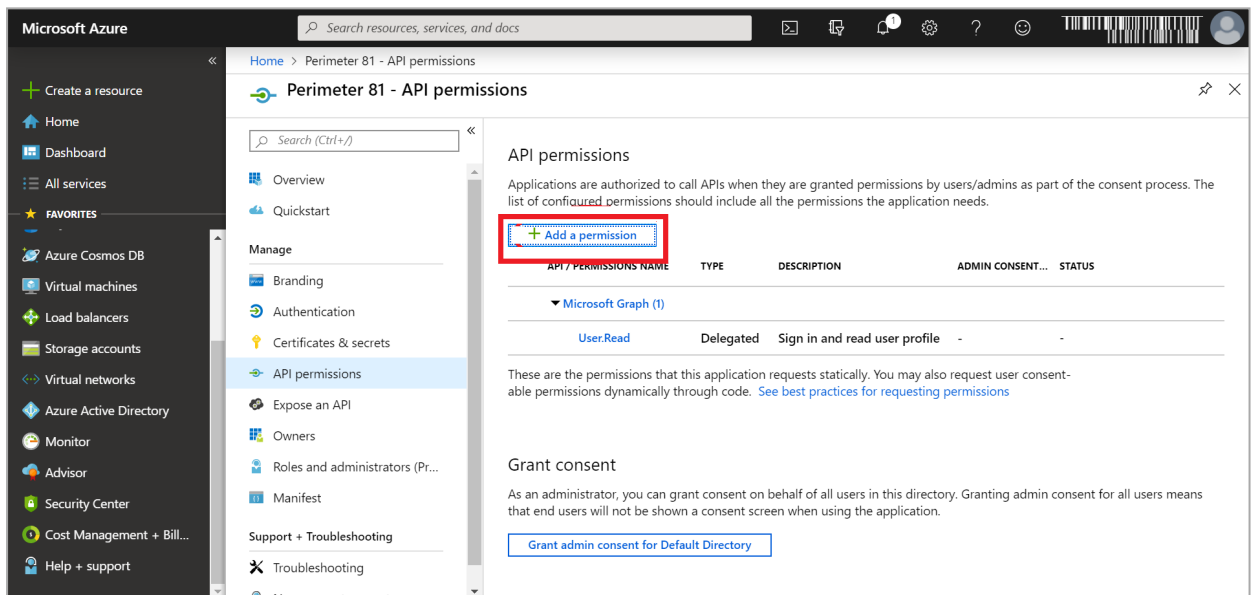 Microsoft Azure
Search resources, services, and docs
1
«
Home > Perimeter 81 - API permissions
Create a resource
Home
Dashboard
All services
FAVORITES
Azure Cosmos DB
Virtual machines
Load balancers
Storage accounts
Virtual networks
Azure Active Directory
Monitor
Advisor
Security Center
Cost Management + Bill...
Help + support
Perimeter 81 - API permissions
Search (Ctrl+/)
«
Overview
Quickstart
Manage
Branding
Authentication
Certificates & secrets
API permissions
Expose an API
Owners
Roles and administrators (Pr...
Manifest
Support + Troubleshooting
Troubleshooting
API permissions
Applications are authorized to call APIs when they are granted permissions by users/admins as part of the consent process. The
list of configured permissions should include all the permissions the application needs.
+ Add a permission
API / PERMISSIONS NAME TYPE DESCRIPTION ADMIN CONSENT... STATUS
Microsoft Graph (1)
User.Read Delegated Sign in and read user profile - -
These are the permissions that this application requests statically. You may also request user consent-
able permissions dynamically through code. See best practices for requesting permissions
Grant consent
As an administrator, you can grant consent on behalf of all users in this directory. Granting admin consent for all users means
that end users will not be shown a consent screen when using the application.
Grant admin consent for Default Directory